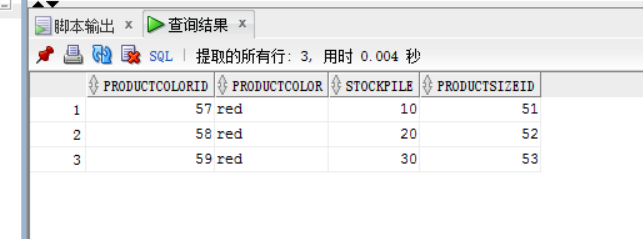 脚本输出 × 查询结果 ×
SQL | 提取的所有行: 3, 用时 0.004 秒
PRODUCTCOLORID PRODUCTCOLOR STOCKPILE PRODUCTSIZEID
1 57 red 10 51
2 58 red 20 52
3 59 red 30 53